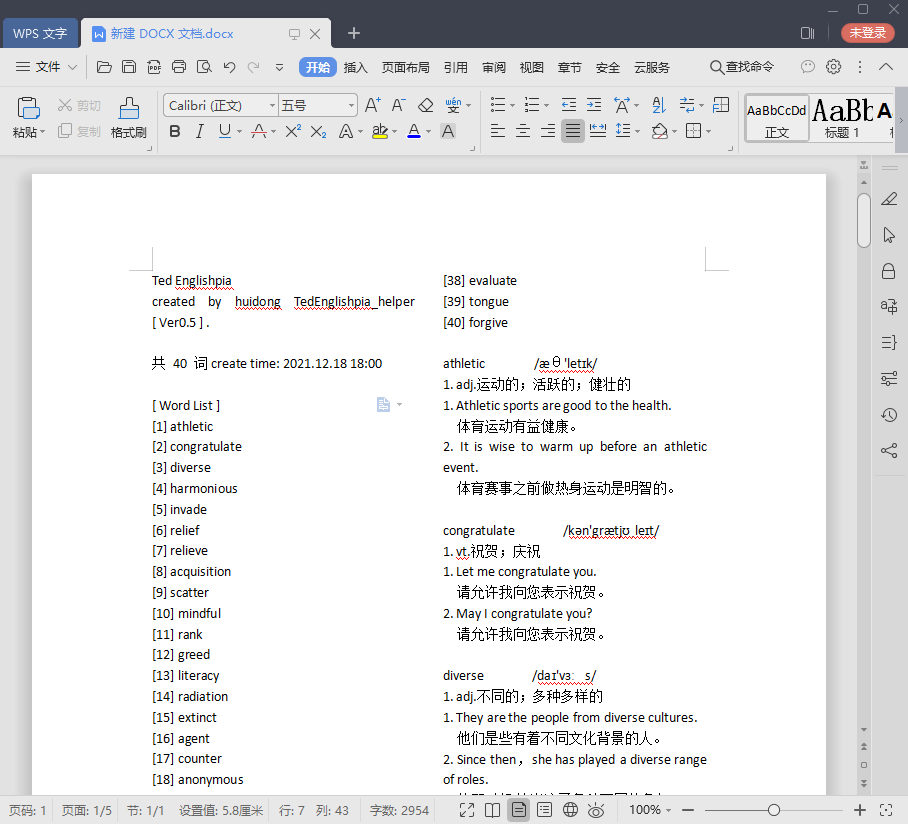 WPS 文字
新建 DOCX 文档.docx
未登录
文件
开始
插入
页面布局
引用
审阅
视图
章节
安全
云服务
查找命令
粘贴
剪切
复制
格式刷
Calibri (正文)
五号
AaBbCcDd
正文
AaBb
标题 1
Ted Englishpia
created by huidong TedEnglishpia_helper
[ Ver0.5 ] .
共 40 词 create time: 2021.12.18 18:00
[ Word List ]
[1] athletic
[2] congratulate
[3] diverse
[4] harmonious
[5] invade
[6] relief
[7] relieve
[8] acquisition
[9] scatter
[10] mindful
[11] rank
[12] greed
[13] literacy
[14] radiation
[15] extinct
[16] agent
[17] counter
[18] anonymous
[38] evaluate
[39] tongue
[40] forgive
athletic /æθ'letɪk/
1. adj.运动的；活跃的；健壮的
1. Athletic sports are good to the health.
体育运动有益健康。
2. It is wise to warm up before an athletic
event.
体育赛事之前做热身运动是明智的。
congratulate /kən'grætjʊ leɪt/
1. vt.祝贺；庆祝
1. Let me congratulate you.
请允许我向您表示祝贺。
2. May I congratulate you?
请允许我向您表示祝贺。
diverse /daɪ'vɜː s/
1. adj.不同的；多种多样的
1. They are the people from diverse cultures.
他们是些有着不同文化背景的人。
2. Since then，she has played a diverse range
of roles.
页码: 1 页面: 1/5 节: 1/1 设置值: 5.8厘米 行: 7 列: 43 字数: 2954 100%